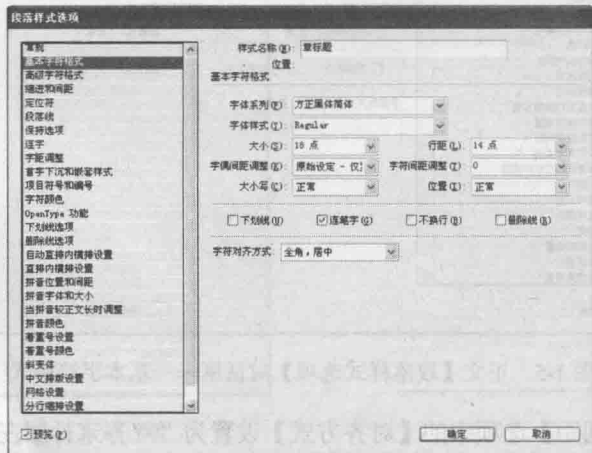 段落样式选项
常规
基本字符格式
高级字符格式
缩进和间距
定位符
段落线
保持选项
连字
字距调整
首字下沉和嵌套样式
项目符号和编号
字符颜色
OpenType 功能
下划线选项
删除线选项
自动直排内横排设置
直排内横排设置
拼音位置和间距
拼音字体和大小
当拼音较正文长时调整
拼音颜色
着重号设置
着重号颜色
斜变体
中文排版设置
网格设置
分行缩排设置
样式名称(N): 章标题
位置:
基本字符格式
字体系列(F): 方正黑体简体
字体样式(Y): Regular
大小(S): 18 点 行距(L): 14 点
字偶间距调整(K): 原始设定 - 仅 字符间距调整(T): 0
大小写(C): 正常 位置(I): 正常
下划线(U) 连笔字(G) 不换行(B) 删除线(R)
字符对齐方式: 全角，居中
预览(P) 确定 取消